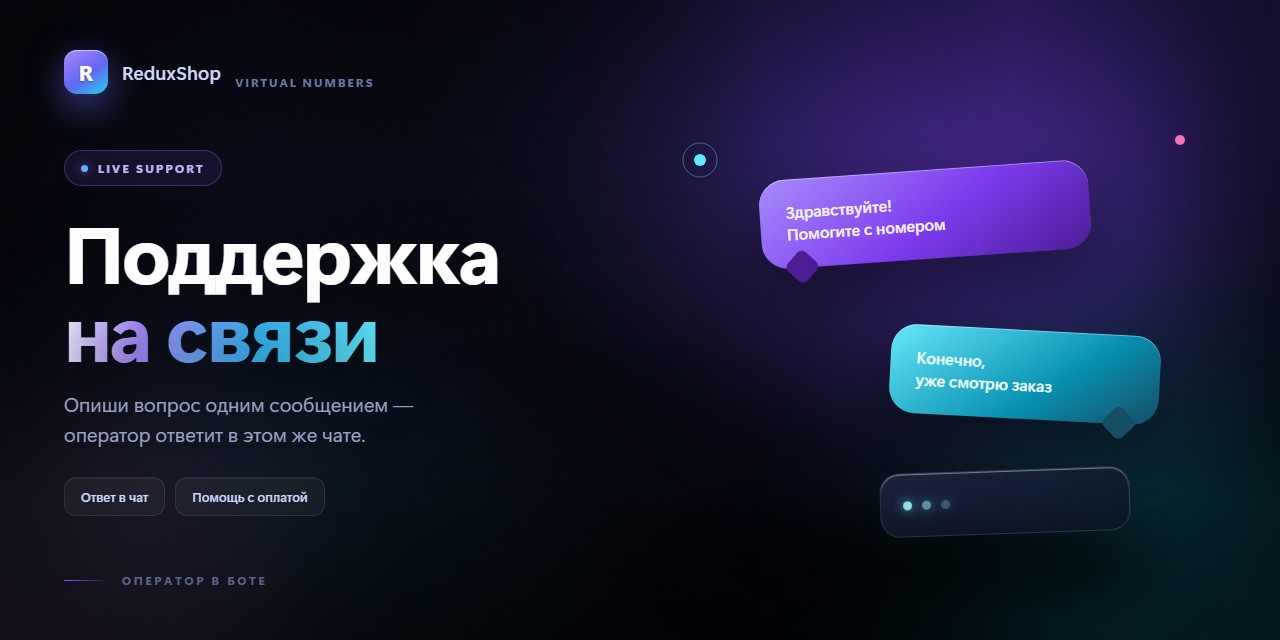 R
ReduxShop
VIRTUAL NUMBERS
LIVE SUPPORT
Поддержка
на связи
Опиши вопрос одним сообщением —
оператор ответит в этом же чате.
Ответ в чат
Помощь с оплатой
ОПЕРАТОР В БОТЕ
Здравствуйте!
Помогите с номером
Конечно,
уже смотрю заказ